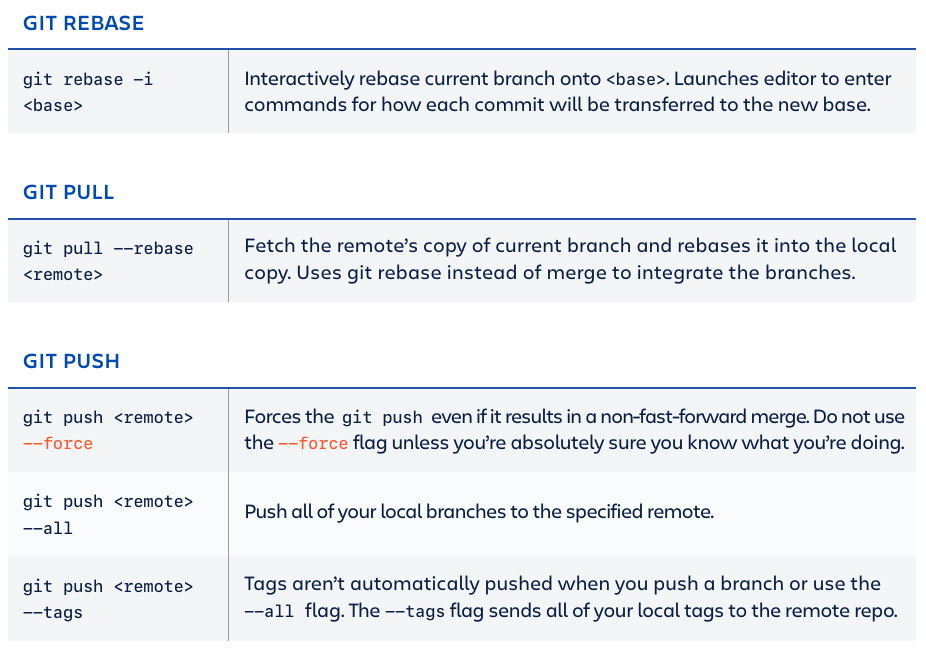 GIT REBASE
git rebase -i
<base>
Interactively rebase current branch onto <base>. Launches editor to enter
commands for how each commit will be transferred to the new base.
GIT PULL
git pull --rebase
<remote>
Fetch the remote’s copy of current branch and rebases it into the local
copy. Uses git rebase instead of merge to integrate the branches.
GIT PUSH
git push <remote>
--force
Forces the git push even if it results in a non-fast-forward merge. Do not use
the --force flag unless you’re absolutely sure you know what you’re doing.
git push <remote>
--all
Push all of your local branches to the specified remote.
git push <remote>
--tags
Tags aren’t automatically pushed when you push a branch or use the
--all flag. The --tags flag sends all of your local tags to the remote repo.